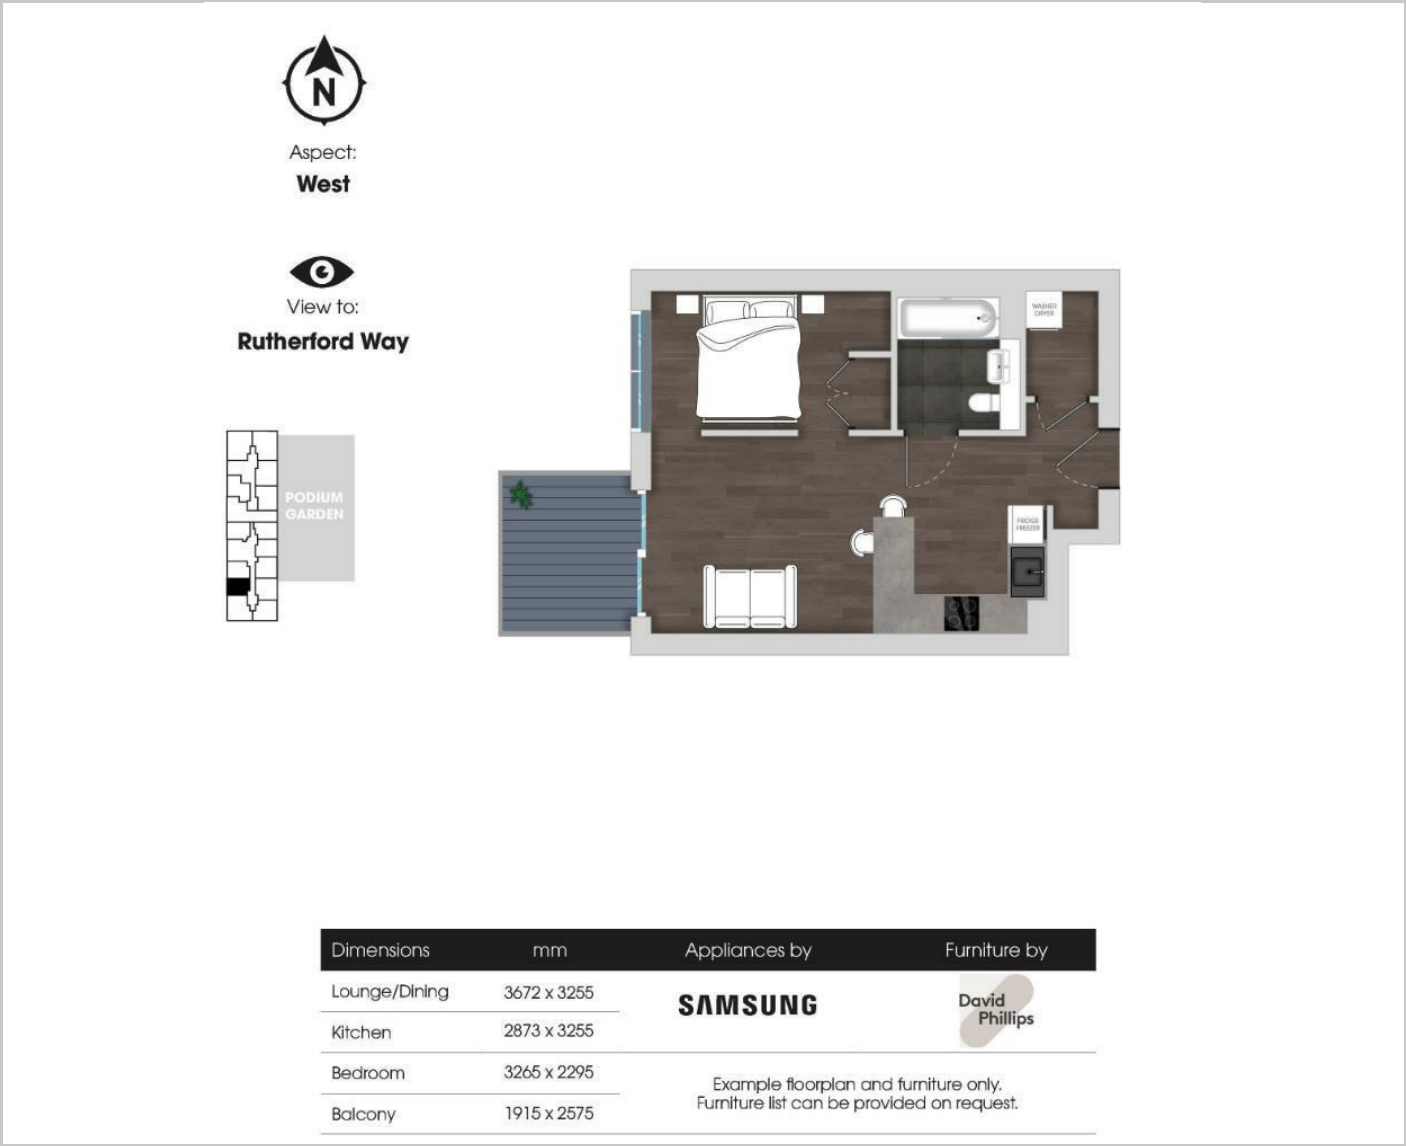 N
Aspect:
West
View to:
Rutherford Way
PODIUM
GARDEN
WASHER
DRYER
FRIDGE
FREEZER
Dimensions mm Appliances by Furniture by
Lounge/Dining 3672 x 3255
SAMSUNG
David
Phillips
Kitchen 2873 x 3255
Bedroom 3265 x 2295
Example floorplan and furniture only.
Furniture list can be provided on request.
Balcony 1915 x 2575